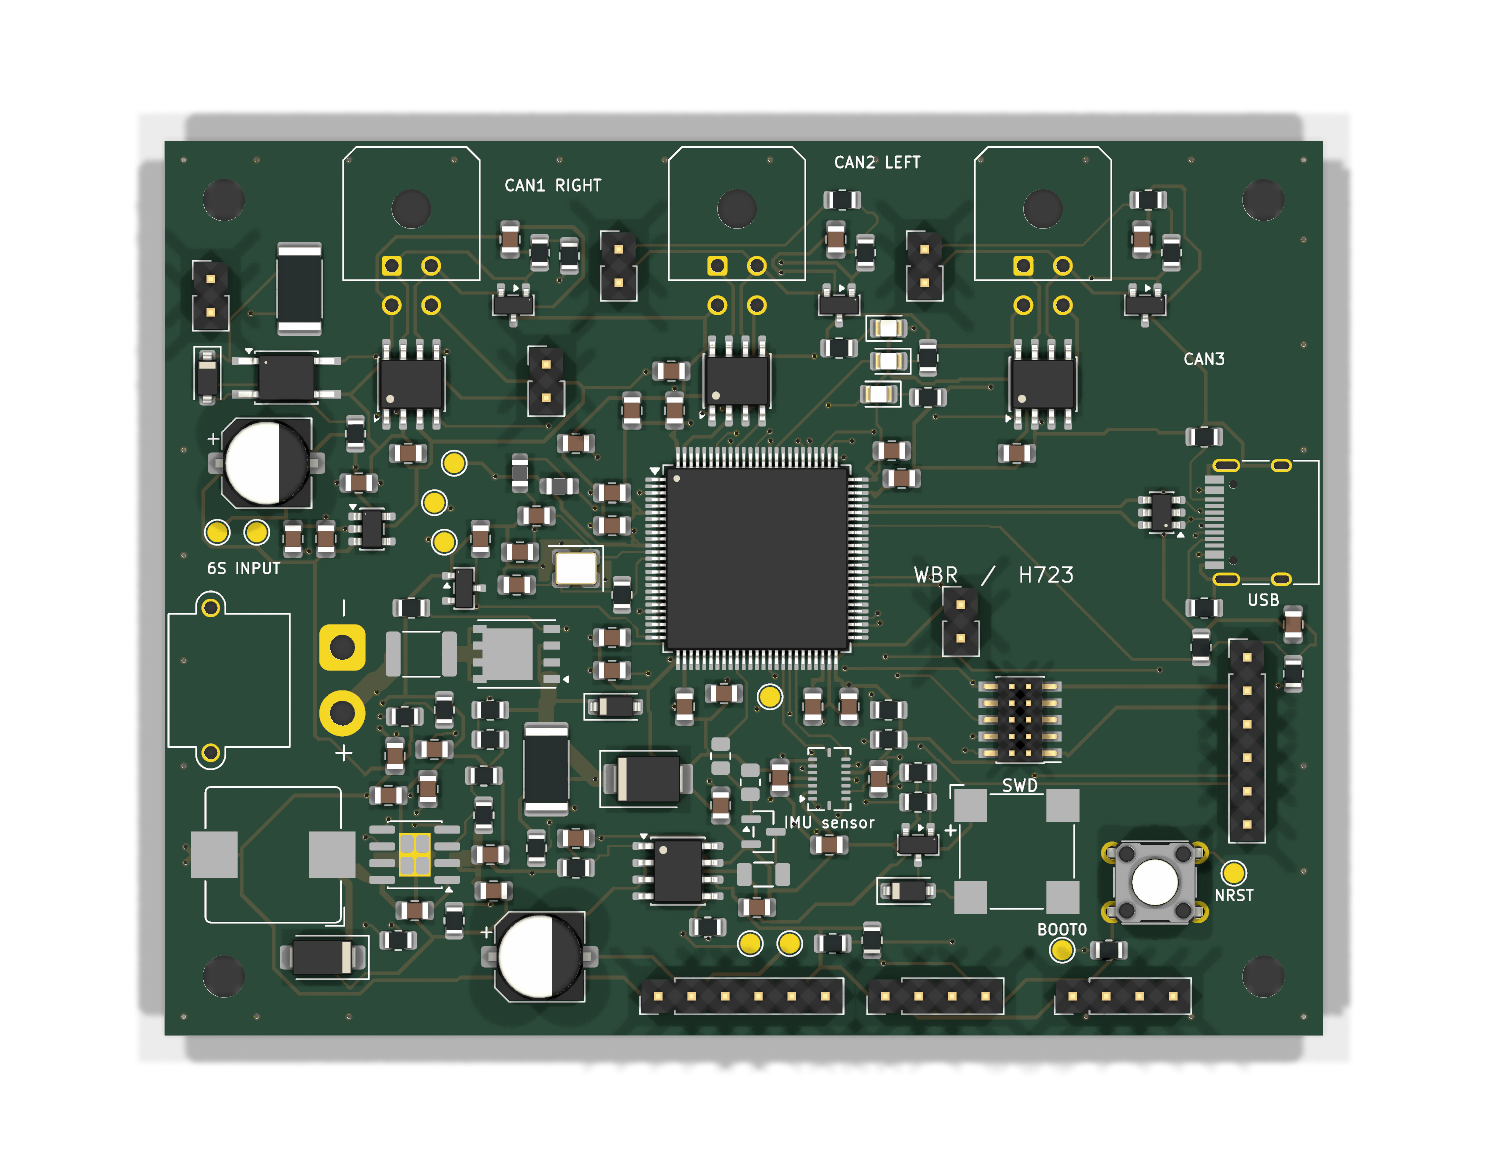 CAN2 LEFT
CAN1 RIGHT
CAN3
+
6S INPUT
WBR / H723
USB
+
SWD
IMU sensor
+
NRST
BOOT0
+